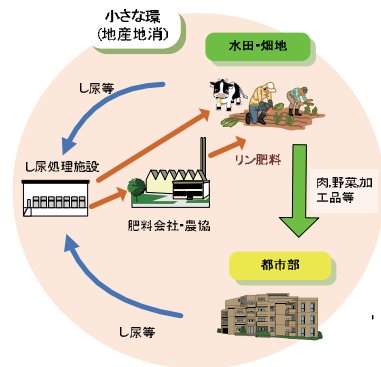 小さな環
(地産地消)
水田・畑地
し尿等
し尿処理施設
リン肥料
肥料会社・農協
肉,野菜,加
工品等
都市部
し尿等